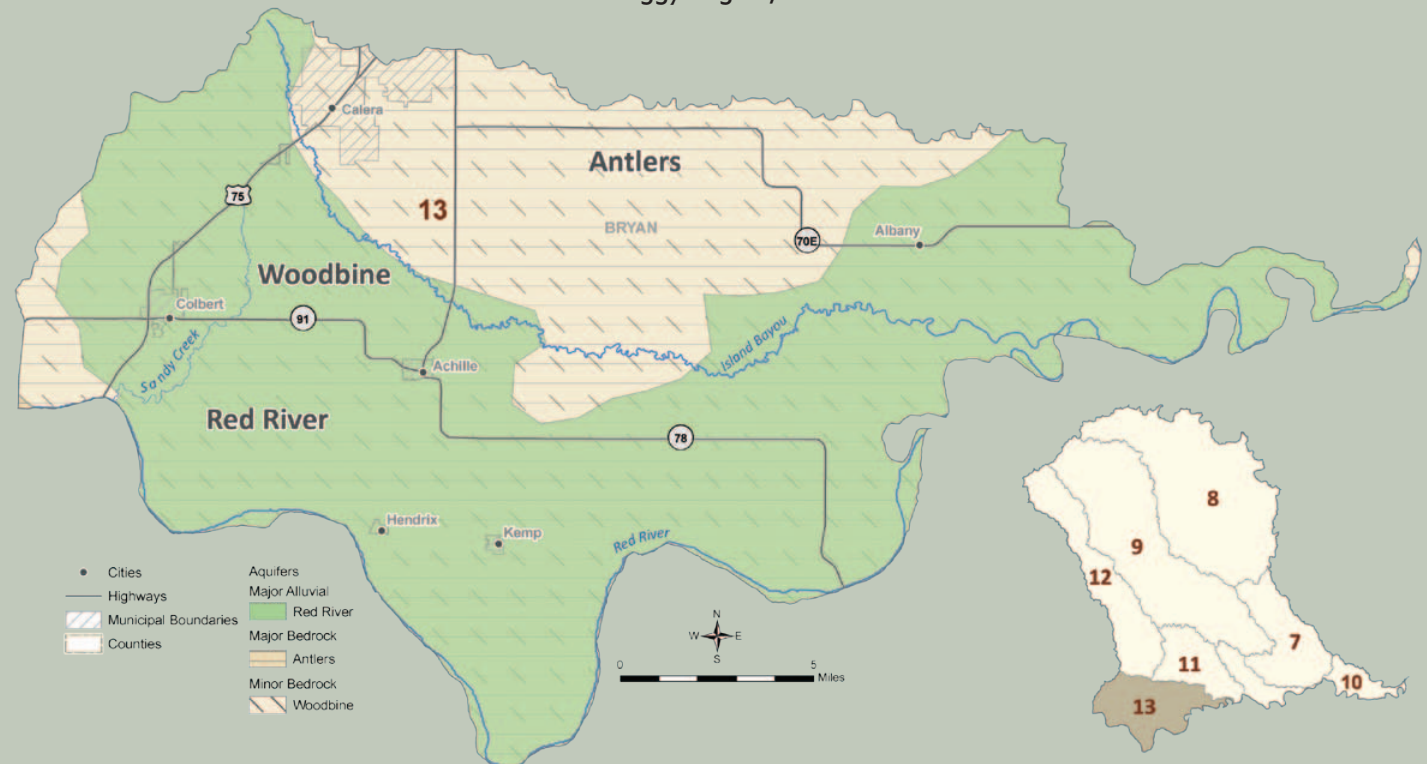 Calera
Antlers
75
13
BRYAN
70E
Albany
Woodbine
Colbert
91
Sandy Creek
Island Bayou
Achille
Red River
78
Hendrix
Kemp
Red River
Cities
Highways
Municipal Boundaries
Counties
Aquifers
Major Alluvial
Red River
Major Bedrock
Antlers
Minor Bedrock
Woodbine
N
W E
S
0 5
Miles
8
9
12
7
11
10
13